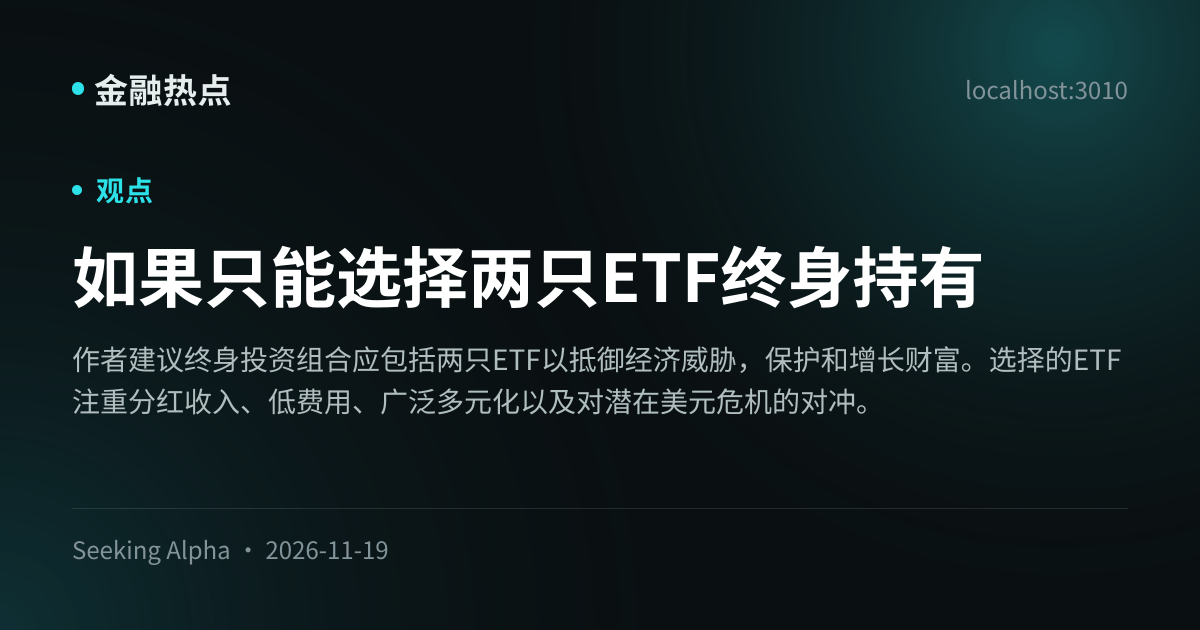 金融热点
localhost:3010
观点
如果只能选择两只ETF终身持有
作者建议终身投资组合应包括两只ETF以抵御经济威胁，保护和增长财富。选择的ETF
注重分红收入、低费用、广泛多元化以及对潜在美元危机的对冲。
Seeking Alpha · 2026-11-19